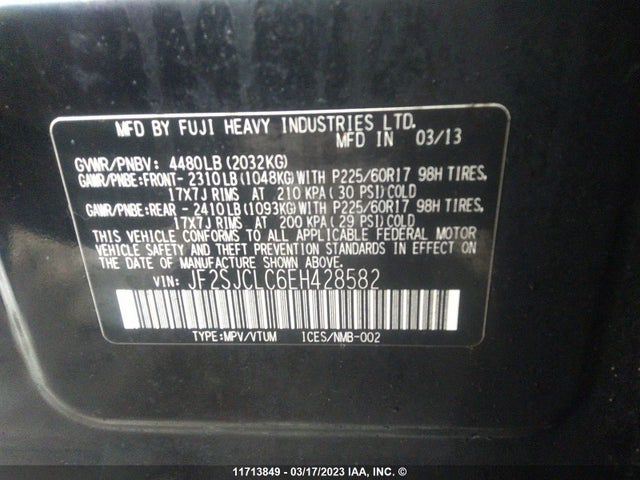 MFD BY FUJI HEAVY INDUSTRIES LTD.
MFD IN 03/13
GVWR/PNBV: 4480LB(2032KG)
GAWR/PNBE:FRONT- 2310LB(1048KG)WITH P225/60R17 98H TIRES,
17X7J RIMS AT 210 KPA(30 PSI)COLD
GAWR/PNBE:REAR - 2410LB(1093KG)WITH P225/60R17 98H TIRES,
17X7J RIMS AT 200 KPA(29 PSI)COLD
THIS VEHICLE CONFORMS TO ALL APPLICABLE FEDERAL MOTOR
VEHICLE SAFETY AND THEFT PREVENTION STANDARDS IN EFFECT ON
THE DATE OF MANUFACTURE SHOWN ABOVE.
VIN: JF2SJCLC6EH428582
TYPE:MPV/VTUM ICES/NMB-002
11713849 - 03/17/2023 IAA, INC. ©